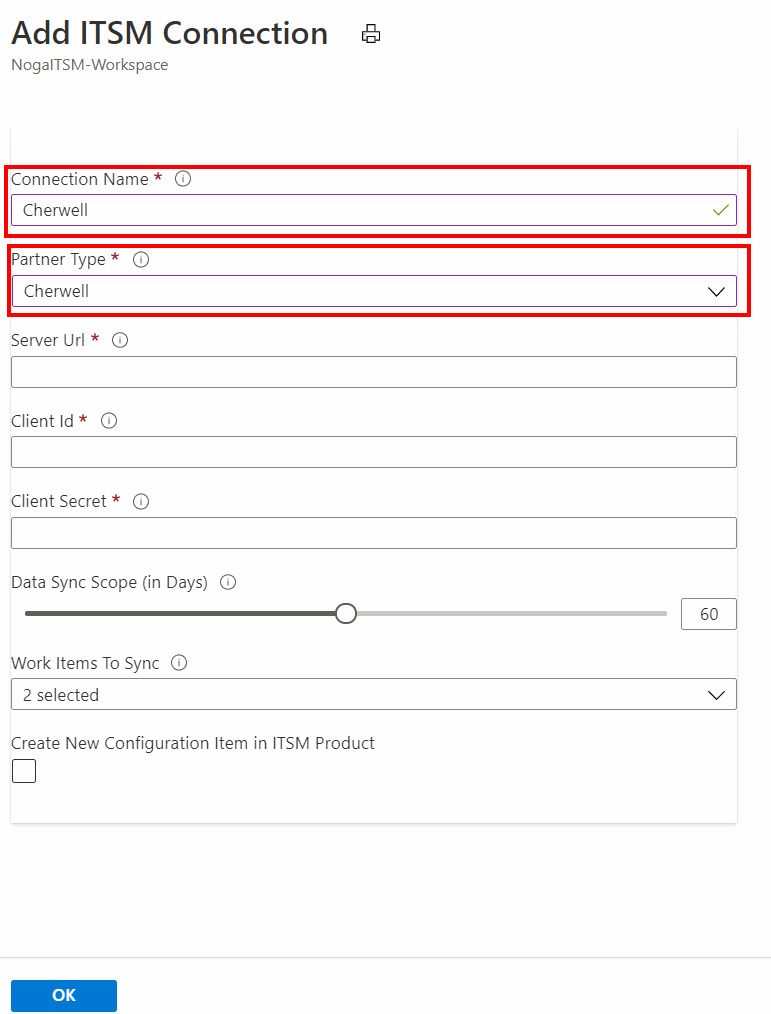 Add ITSM Connection
NogaITSM-Workspace
Connection Name *
Cherwell
Partner Type *
Cherwell
Server Url *
Client Id *
Client Secret *
Data Sync Scope (in Days)
60
Work Items To Sync
2 selected
Create New Configuration Item in ITSM Product
OK